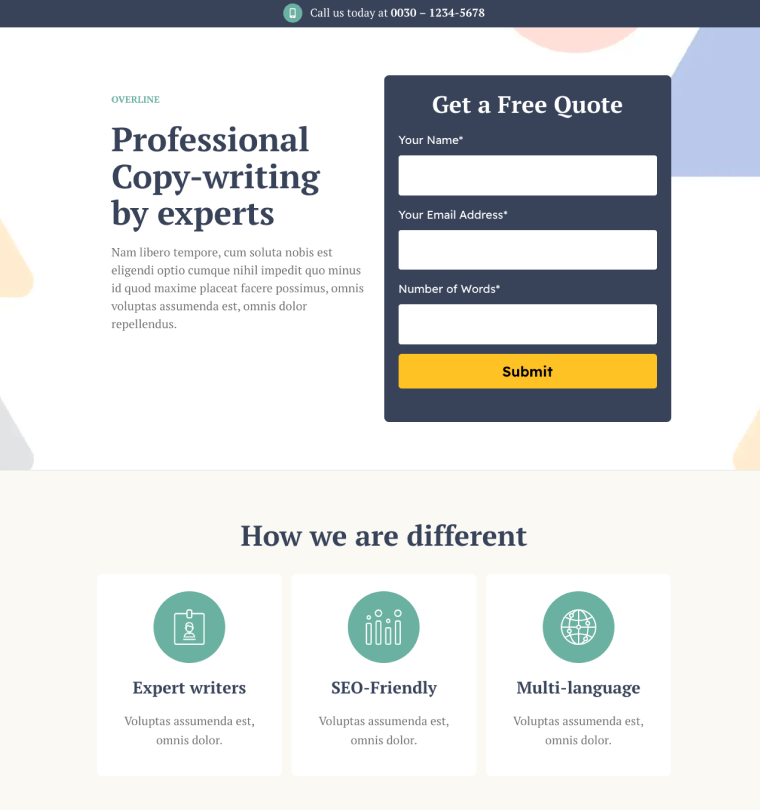 Call us today at 0030 – 1234-5678
OVERLINE
Professional
Copy-writing
by experts
Nam libero tempore, cum soluta nobis est
eligendi optio cumque nihil impedit quo minus
id quod maxime placeat facere possimus, omnis
voluptas assumenda est, omnis dolor
repellendus.
Get a Free Quote
Your Name*
Your Email Address*
Number of Words*
Submit
How we are different
Expert writers
Voluptas assumenda est,
omnis dolor.
SEO-Friendly
Voluptas assumenda est,
omnis dolor.
Multi-language
Voluptas assumenda est,
omnis dolor.